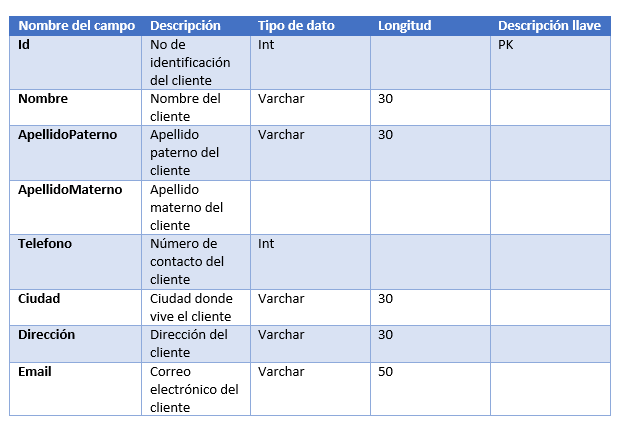 Nombre del campo Descripción Tipo de dato Longitud Descripción llave
Id No de Int PK
identificación
del cliente
Nombre Nombre del Varchar 30
cliente
ApellidoPaterno Apellido Varchar 30
paterno del
cliente
ApellidoMaterno Apellido
materno del
cliente
Telefono Número de Int
contacto del
cliente
Ciudad Ciudad donde Varchar 30
vive el cliente
Dirección Dirección del Varchar 30
cliente
Email Correo Varchar 50
electrónico del
cliente